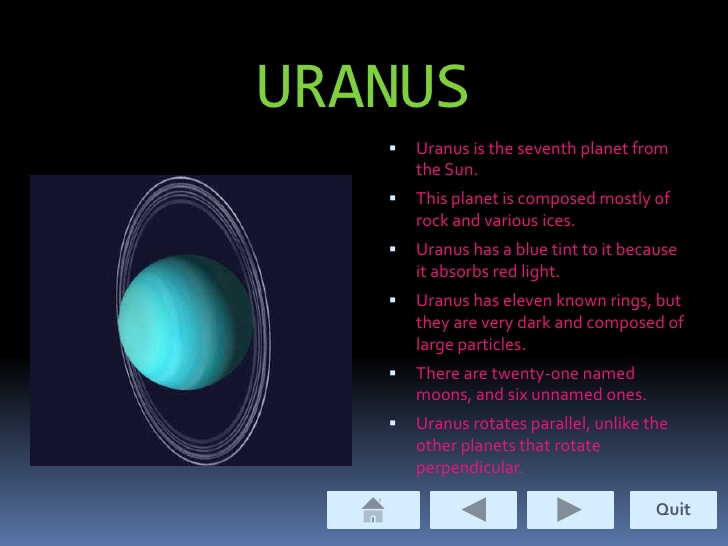 URANUS
Uranus is the seventh planet from
the Sun.
This planet is composed mostly of
rock and various ices.
Uranus has a blue tint to it because
it absorbs red light.
Uranus has eleven known rings, but
they are very dark and composed of
large particles.
There are twenty-one named
moons, and six unnamed ones.
Uranus rotates parallel, unlike the
other planets that rotate
perpendicular.
Quit